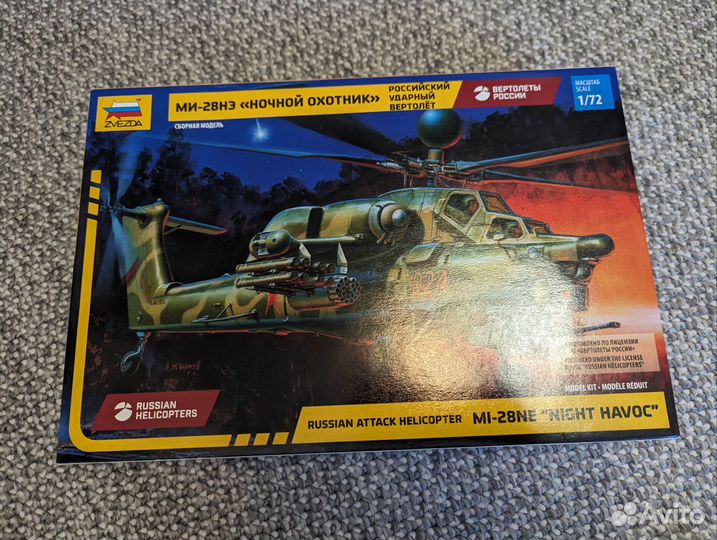 ZVEZDA
МИ-28НЭ «НОЧНОЙ ОХОТНИК»
СБОРНАЯ МОДЕЛЬ
РОССИЙСКИЙ
УДАРНЫЙ
ВЕРТОЛЁТ
ВЕРТОЛЕТЫ
РОССИИ
МАСШТАБ
SCALE
1/72
024
А.Жирнов
ИЗГОТОВЛЕНО ПО ЛИЦЕНЗИИ
"ВЕРТОЛЕТЫ РОССИИ"
PRODUCED UNDER THE LICENSE
"RUSSIAN HELICOPTERS"
MODEL KIT - MODÈLE RÉDUIT
RUSSIAN
HELICOPTERS
RUSSIAN ATTACK HELICOPTER MI-28NE "NIGHT HAVOC"
Avito